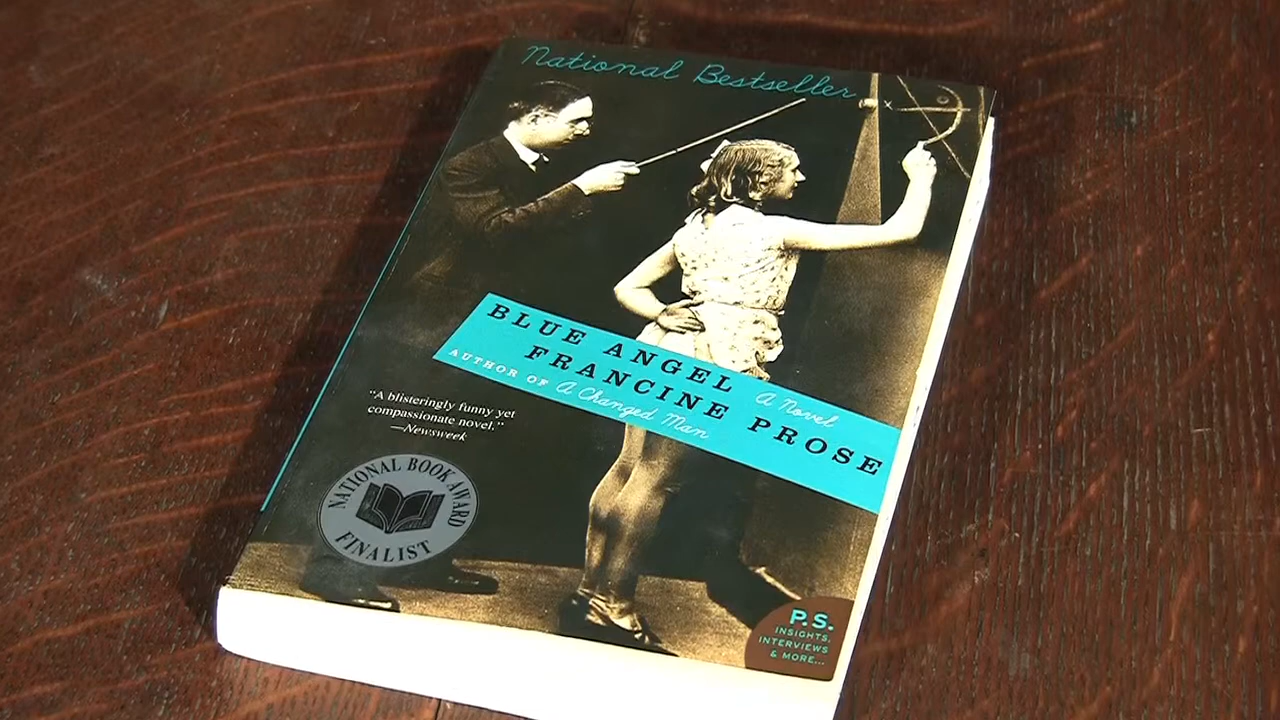 National Bestseller
BLUE ANGEL A Novel
FRANCINE PROSE
AUTHOR OF A Changed Man
"A blisteringly funny yet
compassionate novel."
—Newsweek
NATIONAL BOOK AWARD
FINALIST
P.S.
INSIGHTS,
INTERVIEWS
& MORE...